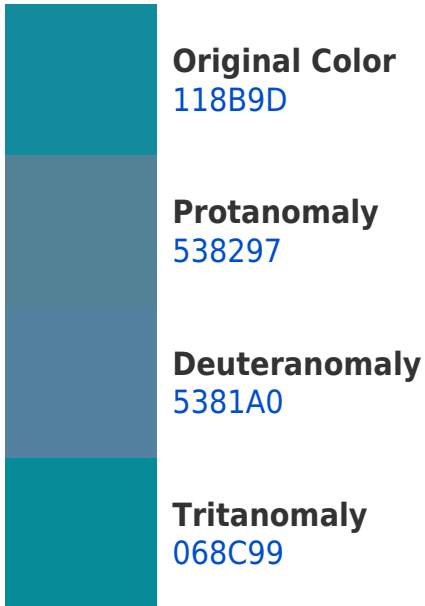 Original Color
118B9D
Protanomaly
538297
Deuteranomaly
5381A0
Tritanomaly
068C99